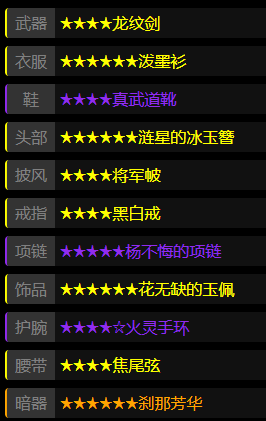 武器 ★★★★龙纹剑
衣服 ★★★★★★泼墨衫
鞋 ★★★★真武道靴
头部 ★★★★★★涟星的冰玉簪
披风 ★★★★将军帔
戒指 ★★★★黑白戒
项链 ★★★★★杨不悔的项链
饰品 ★★★★★★花无缺的玉佩
护腕 ★★★★☆火灵手环
腰带 ★★★★焦尾弦
暗器 ★★★★★★刹那芳华